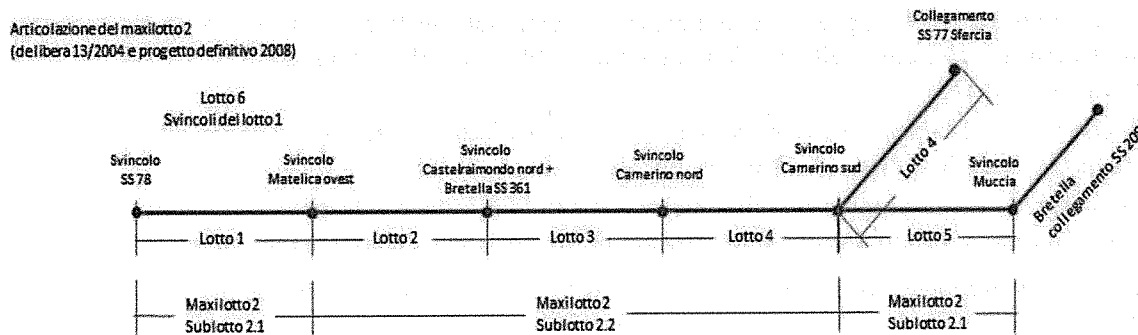 Articolazione del maxilotto 2
(delibera 13/2004 e progetto definitivo 2008)
Collegamento
SS 77 Sfercia
Lotto 6
Svincoli del lotto 1
Svincolo
SS 78
Svincolo
Matelica ovest
Svincolo
Castelraimondo nord +
Bretella SS 361
Svincolo
Camerino nord
Svincolo
Camerino sud
Lotto 4
Svincolo
Muccia
Bretella
collegamento SS 209
Lotto 1
Lotto 2
Lotto 3
Lotto 4
Lotto 5
Maxilotto 2
Sublotto 2.1
Maxilotto 2
Sublotto 2.2
Maxilotto 2
Sublotto 2.1